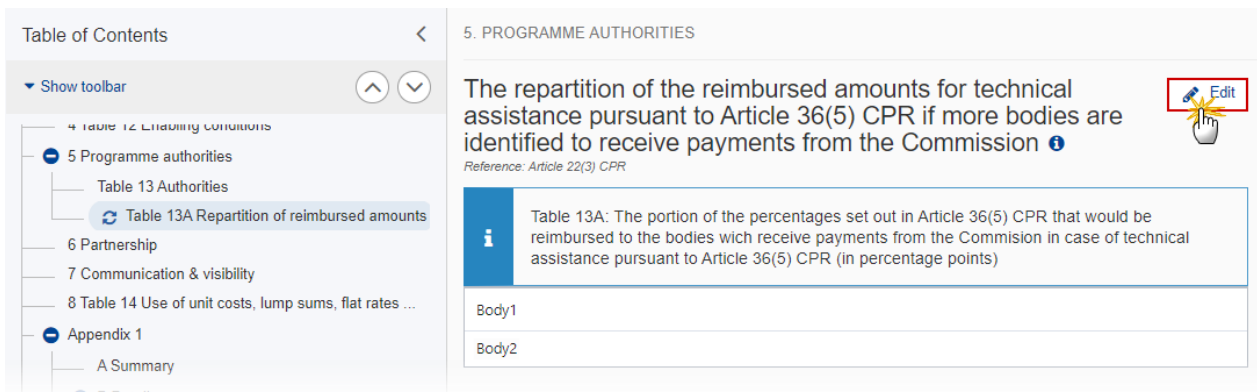 Table of Contents
Show toolbar
4 Table 12 Enabling conditions
5 Programme authorities
Table 13 Authorities
Table 13A Repartition of reimbursed amounts
6 Partnership
7 Communication & visibility
8 Table 14 Use of unit costs, lump sums, flat rates ...
Appendix 1
A Summary
5. PROGRAMME AUTHORITIES
The repartition of the reimbursed amounts for technical
assistance pursuant to Article 36(5) CPR if more bodies are
identified to receive payments from the Commission
Edit
Reference: Article 22(3) CPR
Table 13A: The portion of the percentages set out in Article 36(5) CPR that would be
reimbursed to the bodies wich receive payments from the Commision in case of technical
assistance pursuant to Article 36(5) CPR (in percentage points)
Body1
Body2